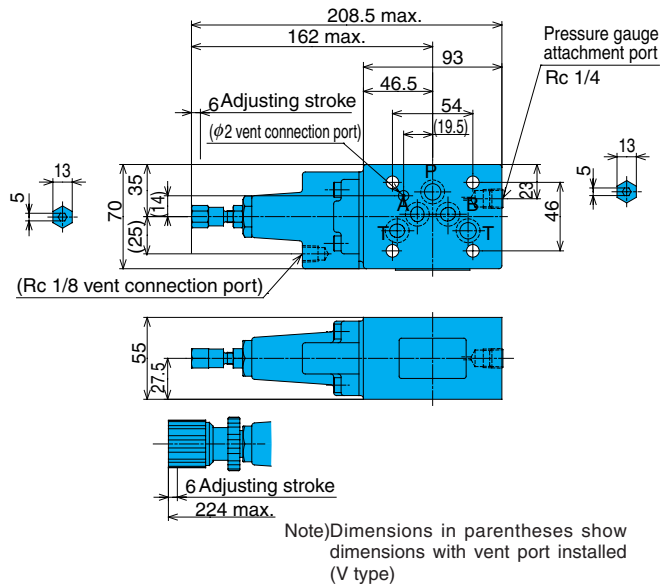 208.5 max.
162 max.
Pressure gauge
attachment port
Rc 1/4
93
46.5
6 Adjusting stroke
54
(19.5)
(φ2 vent connection port)
13
5
35
(14)
70
(25)
P
A
B
T
T
23
46
13
5
(Rc 1/8 vent connection port)
55
27.5
6 Adjusting stroke
224 max.
Note)Dimensions in parentheses show
dimensions with vent port installed
(V type)